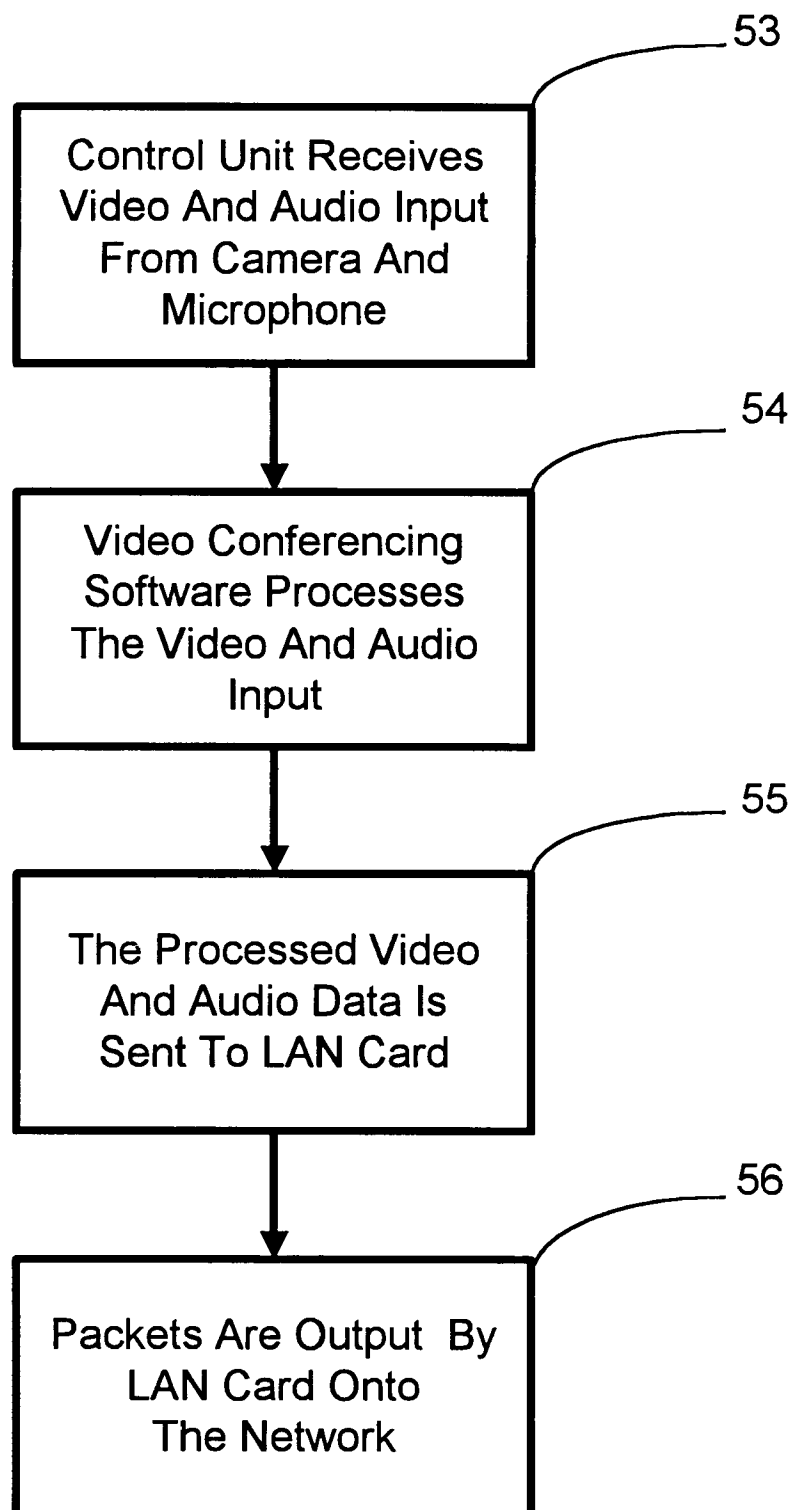 53
Control Unit Receives
Video And Audio Input
From Camera And
Microphone
54
Video Conferencing
Software Processes
The Video And Audio
Input
55
The Processed Video
And Audio Data Is
Sent To LAN Card
56
Packets Are Output By
LAN Card Onto
The Network